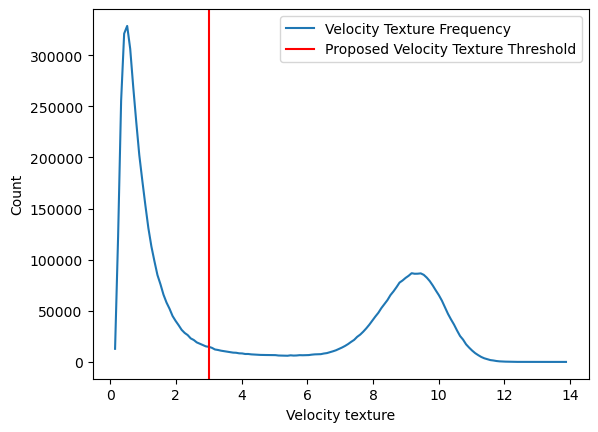 Velocity Texture Frequency
Proposed Velocity Texture Threshold
300000
250000
200000
150000
100000
50000
0
Count
0 2 4 6 8 10 12 14
Velocity texture